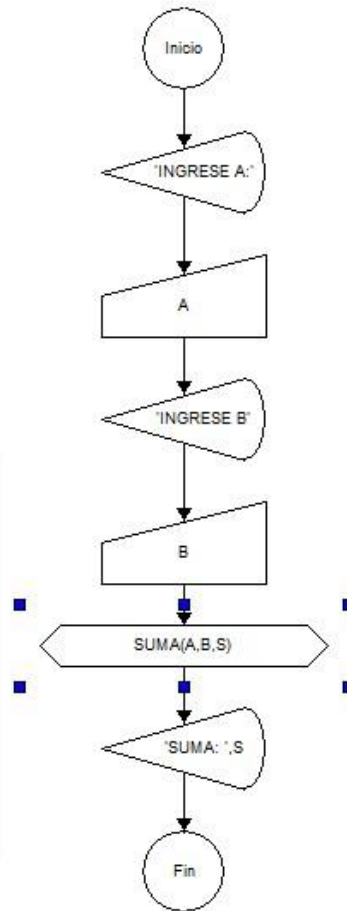 Inicio
'INGRESE A:'
A
'INGRESE B'
B
SUMA(A,B,S)
'SUMA: ',S
Fin